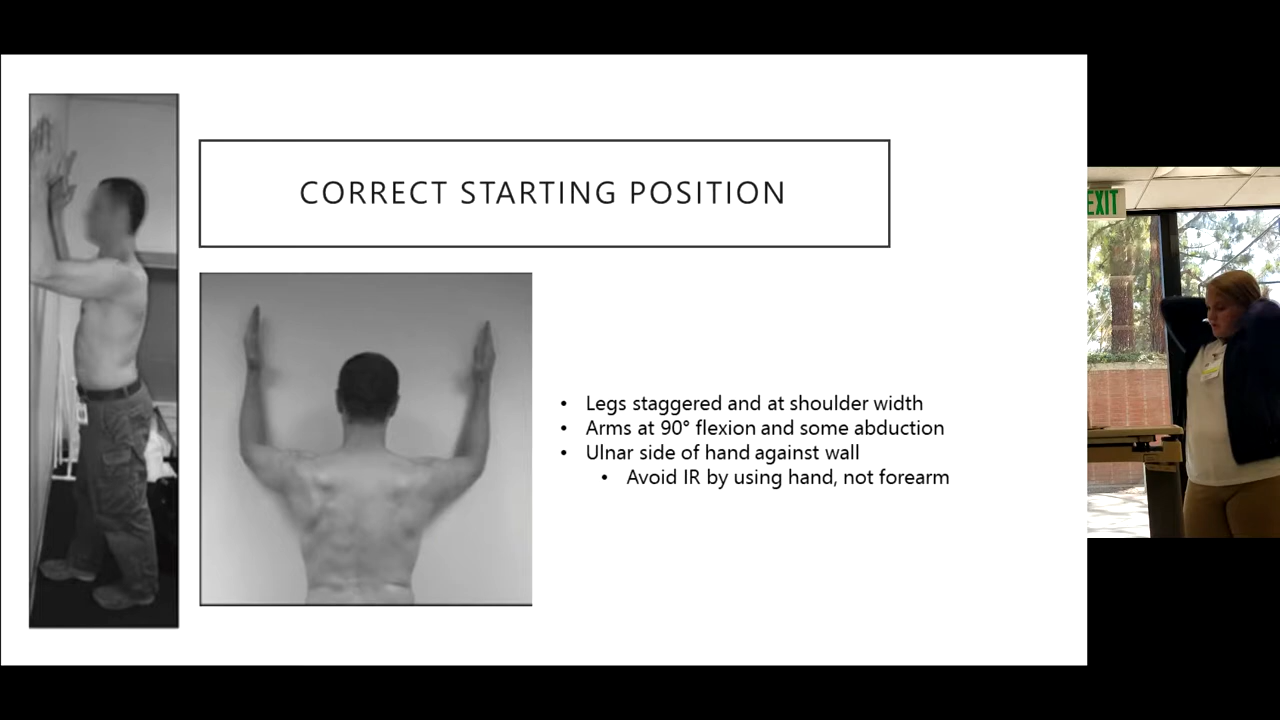 CORRECT STARTING POSITION
• Legs staggered and at shoulder width
• Arms at 90° flexion and some abduction
• Ulnar side of hand against wall
• Avoid IR by using hand, not forearm
EXIT